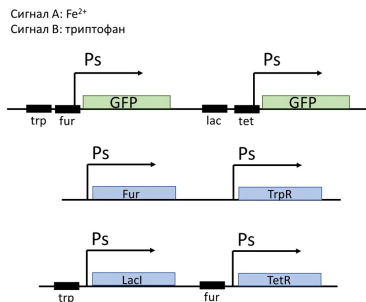 Сигнал А: Fe²⁺
Сигнал В: триптофан
Ps Ps
GFP GFP
trp fur lac tet
Ps Ps
Fur TrpR
Ps Ps
LacI TetR
trp fur